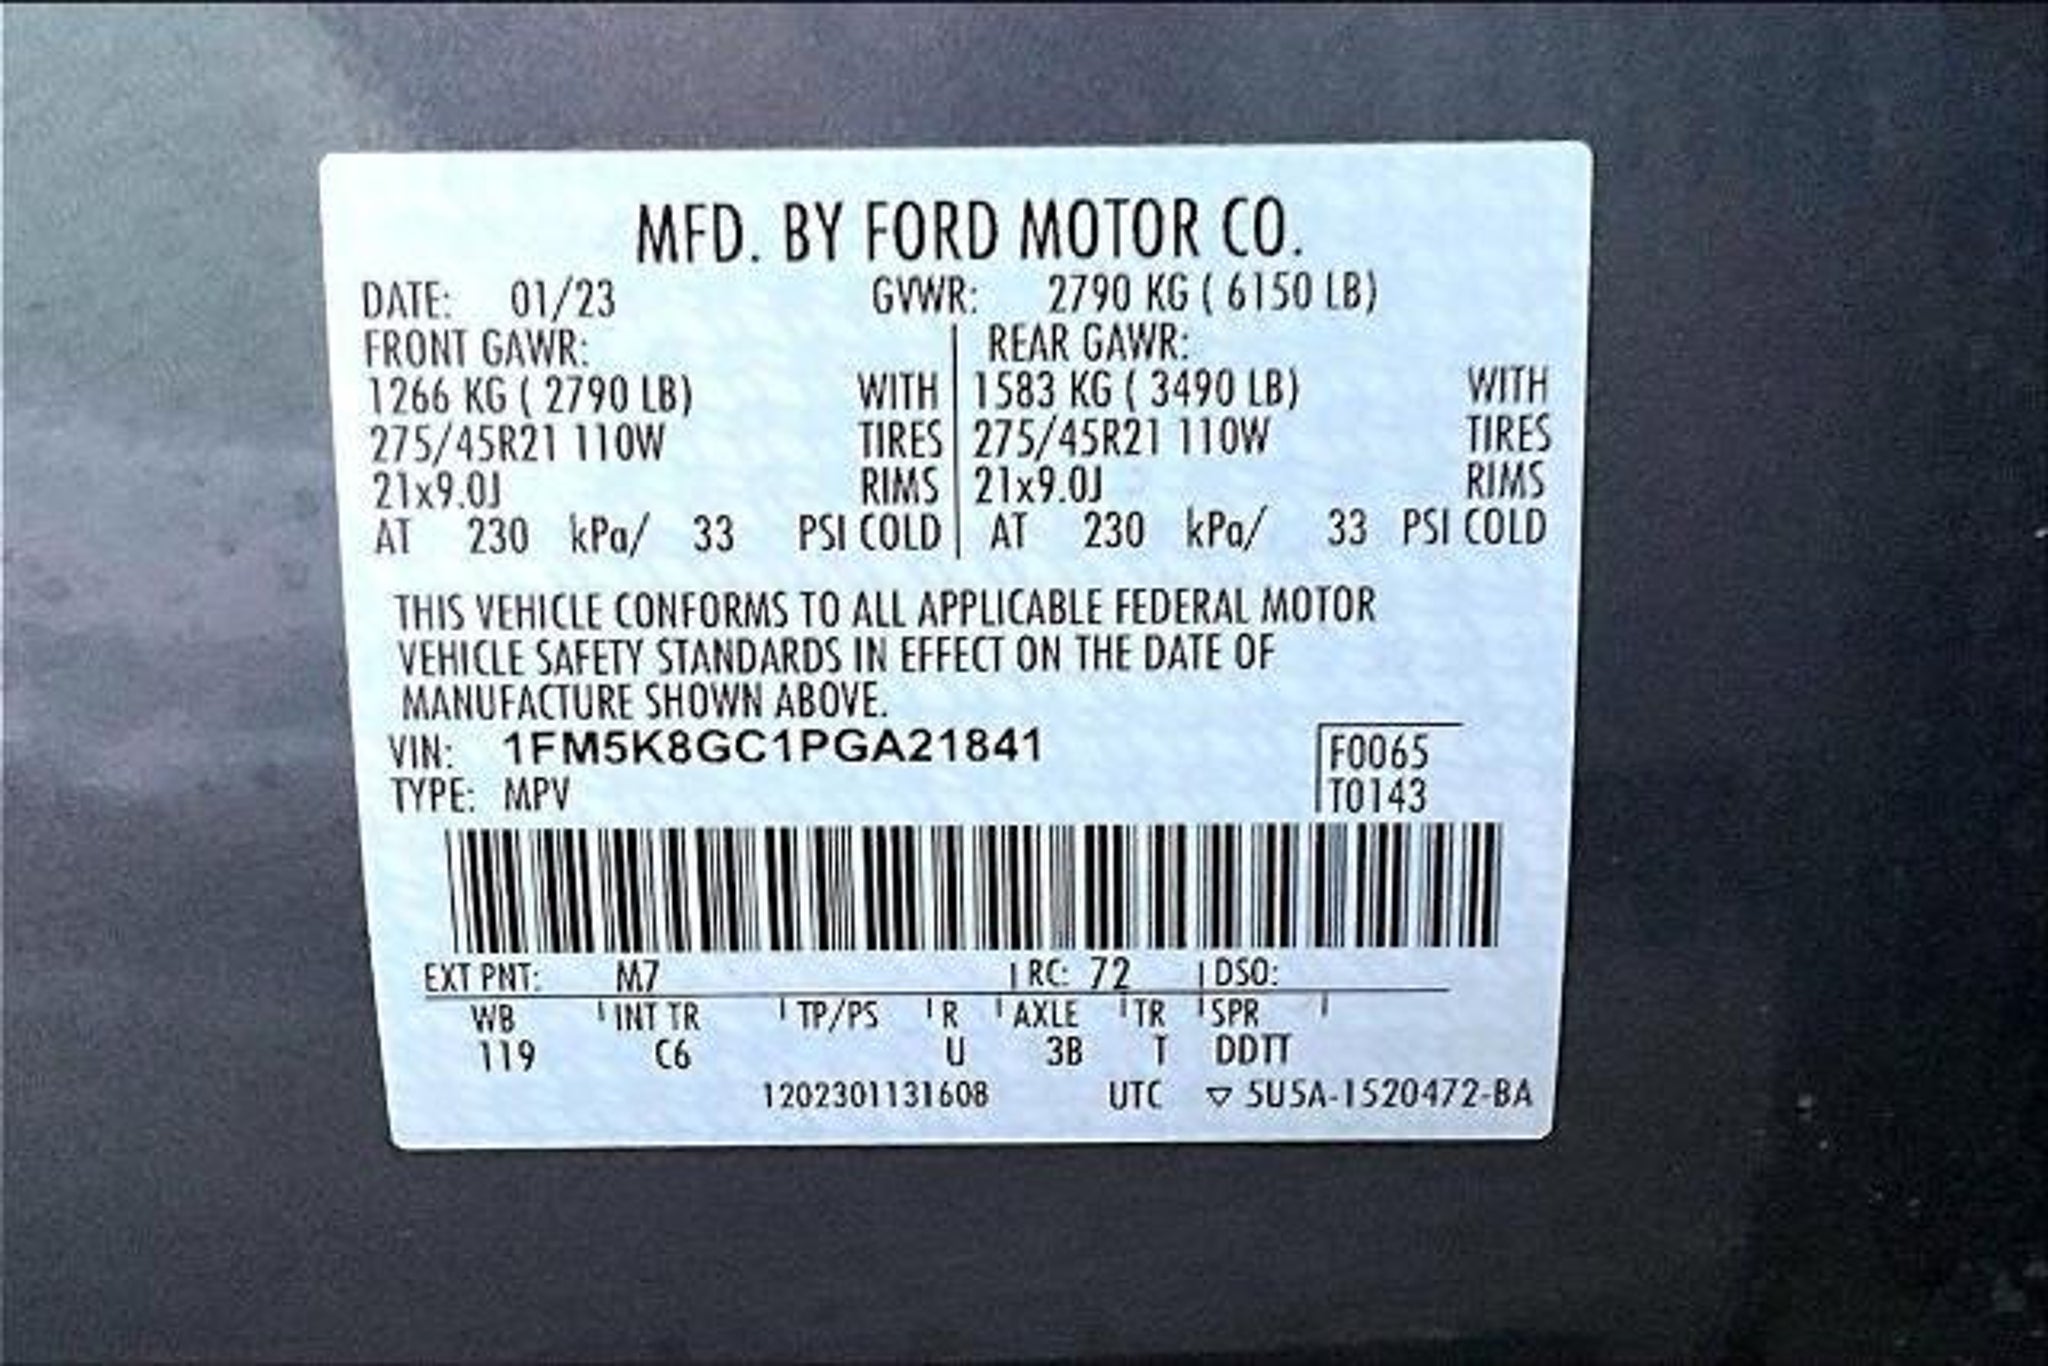 MFD. BY FORD MOTOR CO.
DATE: 01/23 GVWR: 2790 KG ( 6150 LB)
FRONT GAWR: REAR GAWR:
1266 KG ( 2790 LB) WITH 1583 KG ( 3490 LB) WITH
275/45R21 110W TIRES 275/45R21 110W TIRES
21x9.0J RIMS 21x9.0J RIMS
AT 230 kPa/ 33 PSI COLD AT 230 kPa/ 33 PSI COLD
THIS VEHICLE CONFORMS TO ALL APPLICABLE FEDERAL MOTOR
VEHICLE SAFETY STANDARDS IN EFFECT ON THE DATE OF
MANUFACTURE SHOWN ABOVE.
VIN: 1FM5K8GC1PGA21841 F0065
TYPE: MPV T0143
EXT PNT: M7 RC: 72 DSO:
WB INT TR TP/PS R AXLE TR SPR
119 C6 U 3B T DDTT
1202301131608 UTC ▽ 5U5A-1520472-BA